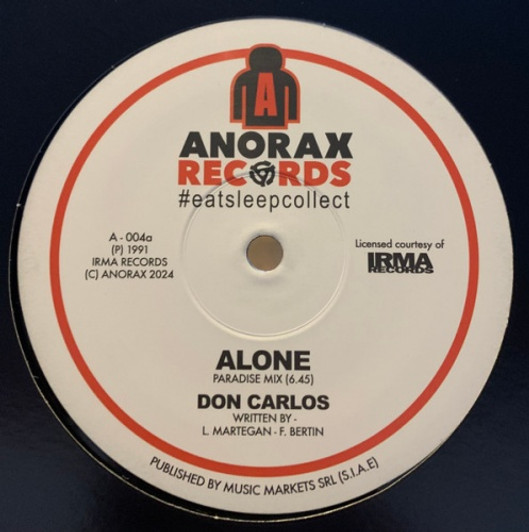 A
ANORAX
RECORDS
#eatsleepcollect
A - 004a
(P) 1991
IRMA RECORDS
(C) ANORAX 2024
Licensed courtesy of
IRMA
RECORDS
ALONE
PARADISE MIX (6.45)
DON CARLOS
WRITTEN BY -
L. MARTEGAN - F. BERTIN
PUBLISHED BY MUSIC MARKETS SRL (S.I.A.E)